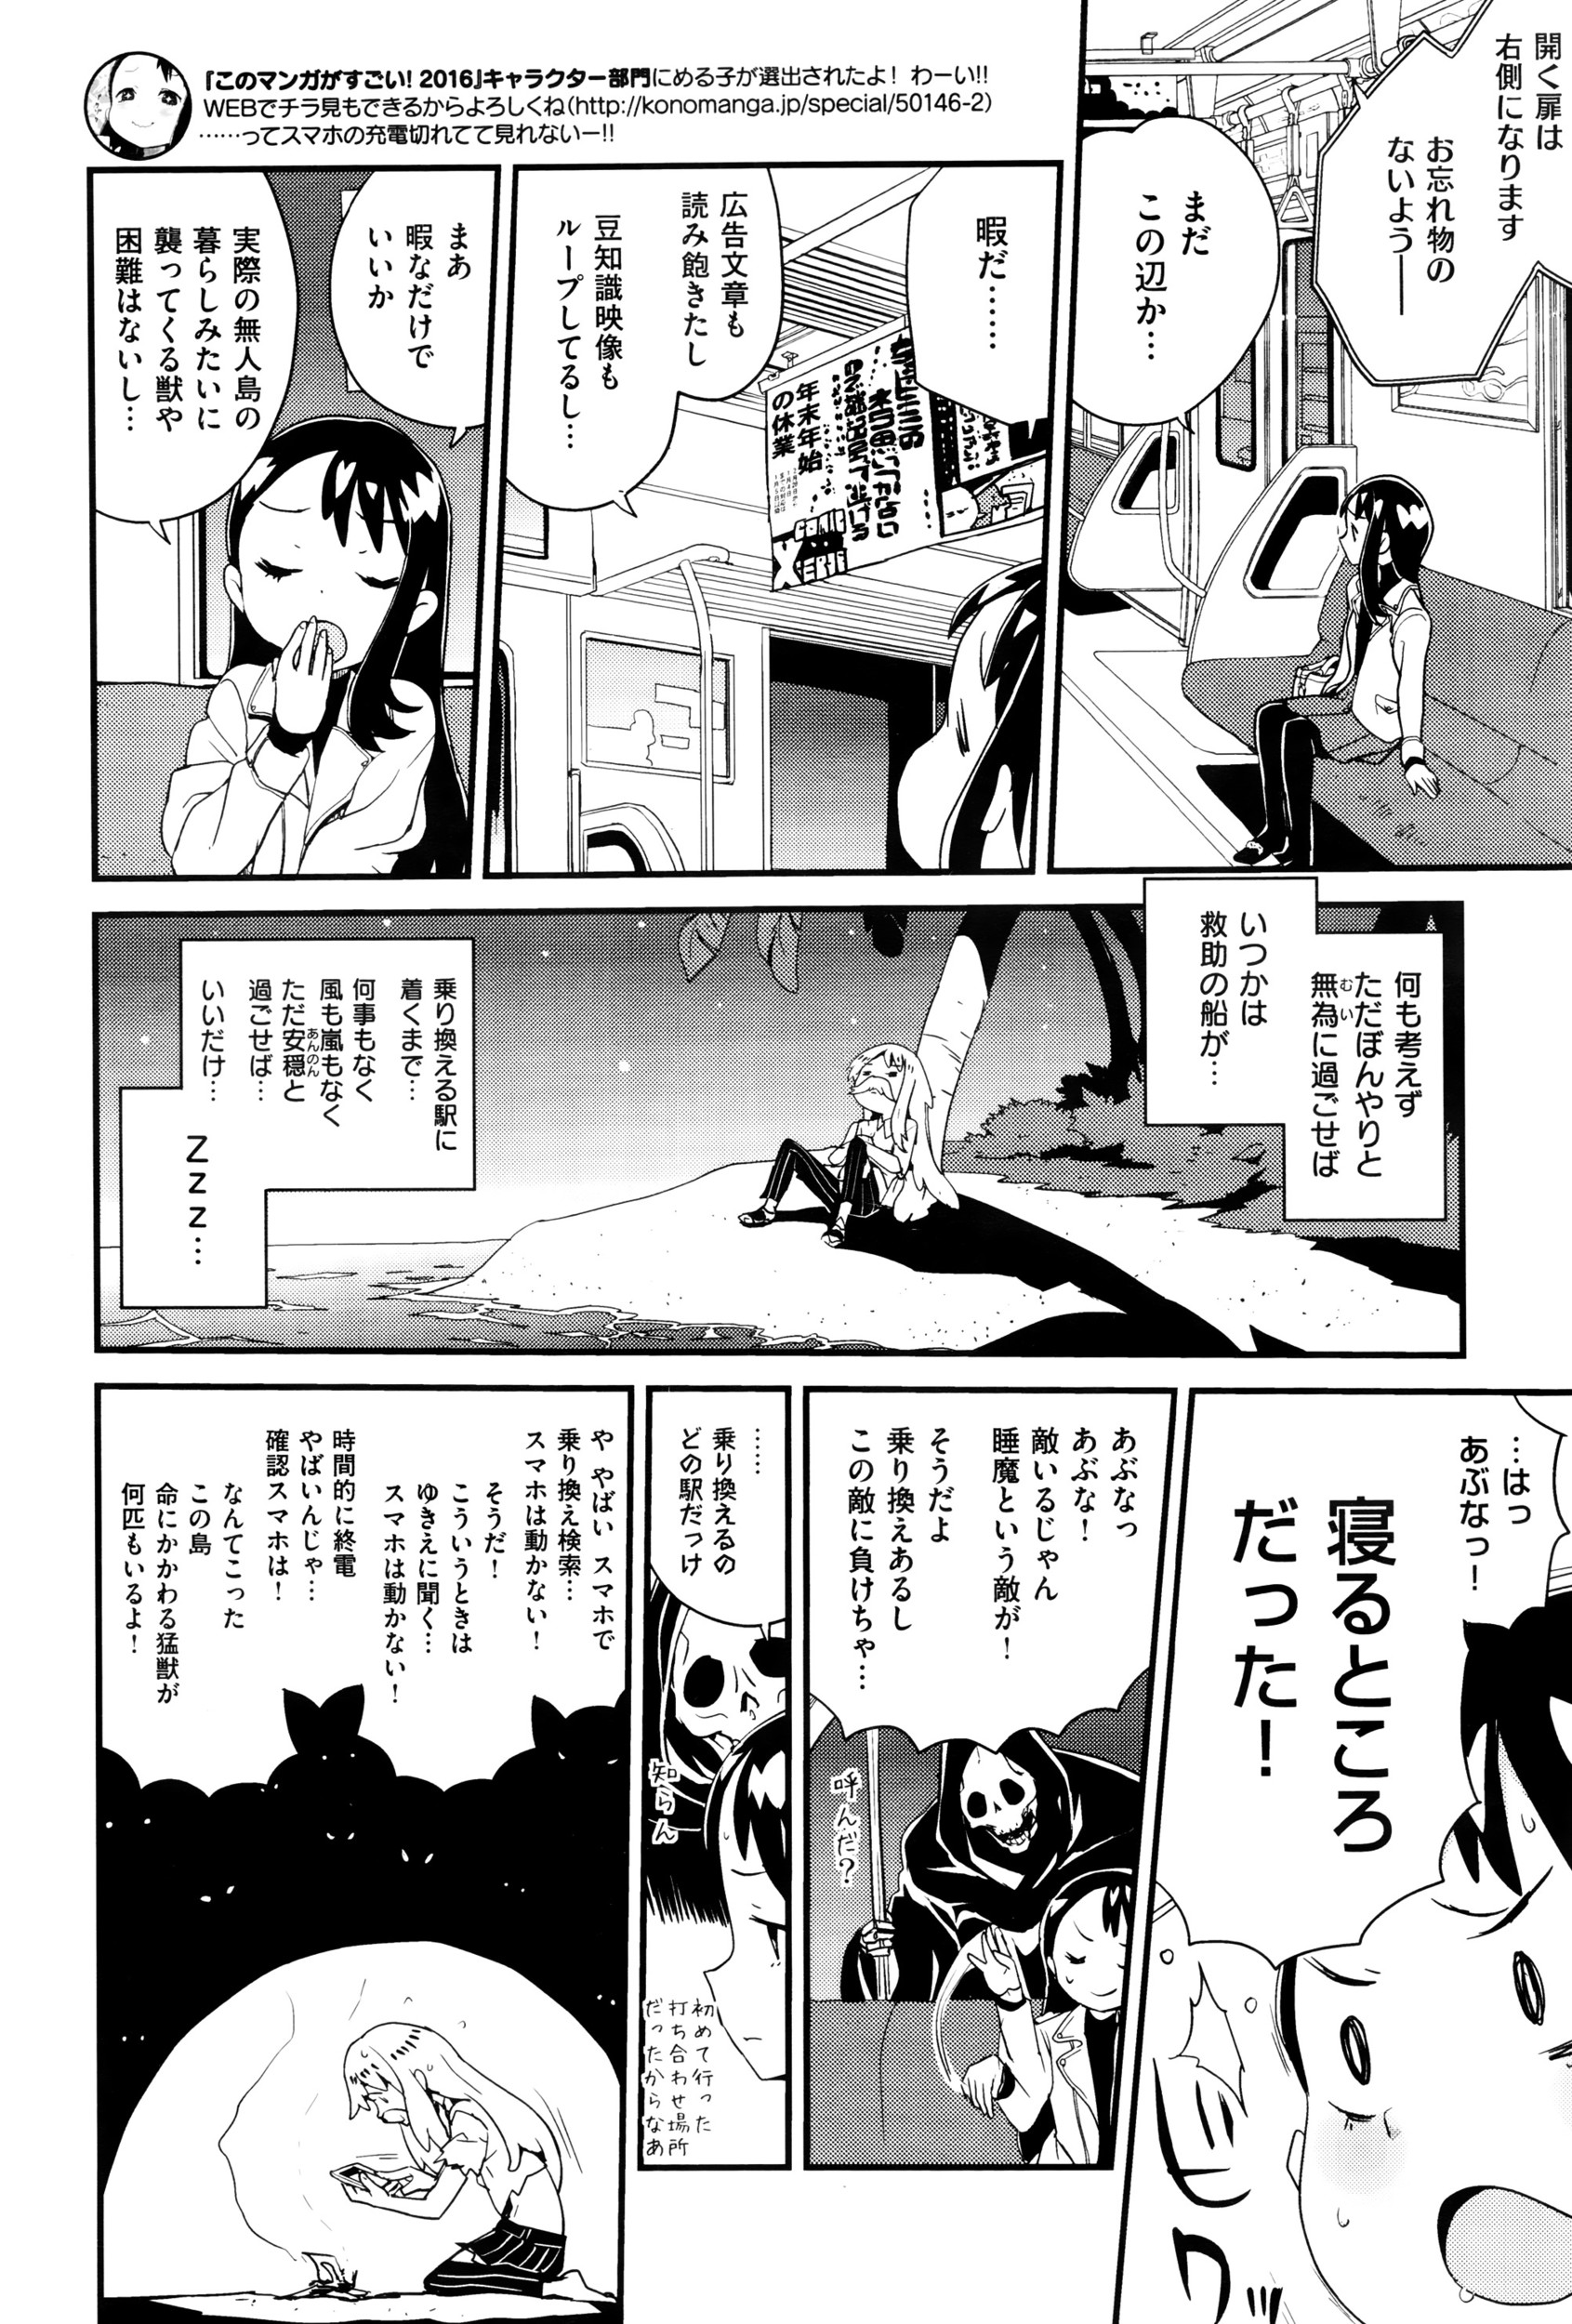 『このマンガがすごい! 2016』キャラクター部門にめる子が選出されたよ! わーい!!
WEBでチラ見もできるからよろしくね(http://konomanga.jp/special/50146-2)
……ってスマホの充電切れてて見れないー!!
開く扉は
右側になります
お忘れ物の
ないよう──
まだ
この辺か…
暇だ……
広告文章も
読み飽きたし
豆知識映像も
ループしてるし…
年末年始
の休業
まあ
暇なだけで
いいか
実際の無人島の
暮らしみたいに
襲ってくる獣や
困難はないし…
何も考えず
ただぼんやりと
無為に過ごせば
むい
いつかは
救助の船が…
乗り換える駅に
着くまで…
何事もなく
風も嵐もなく
ただ安穏と
あんのん
過ごせば…
いいだけ…
Zzzz…
…はっ
あぶなっ!
寝るところ
だった!
ビクッ
あぶなっ
あぶな!
敵いるじゃん
睡魔という敵が!
そうだよ
乗り換えあるし
この敵に負けちゃ…
呼んだ?
……
乗り換えるの
どの駅だっけ
知らん
初めて行った
打ち合わせ場所
だったからなあ
や やばい スマホで
乗り換え検索…
スマホは動かない!
そうだ!
こういうときは
ゆきえに聞く…
スマホは動かない!
時間的に終電
やばいんじゃ…
確認スマホは!
なんてこった
この島
命にかかわる猛獣が
何匹もいるよ!